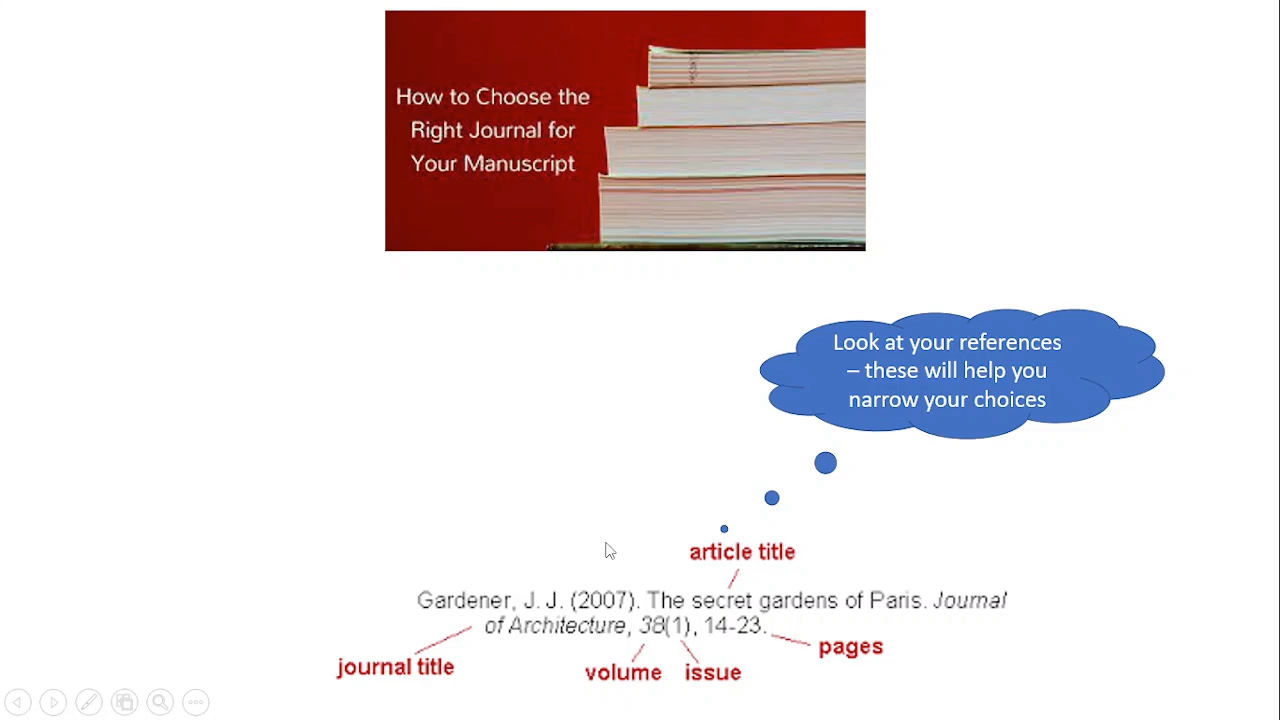 How to Choose the
Right Journal for
Your Manuscript
Look at your references
– these will help you
narrow your choices
article title
Gardener, J. J. (2007). The secret gardens of Paris. Journal
of Architecture, 38(1), 14-23.
pages
journal title
volume
issue